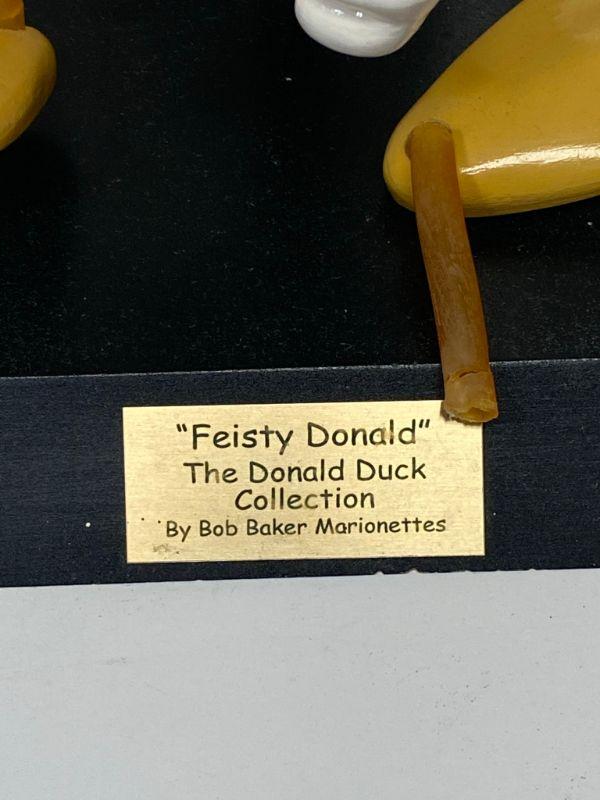 "Feisty Donald"
The Donald Duck
Collection
By Bob Baker Marionettes